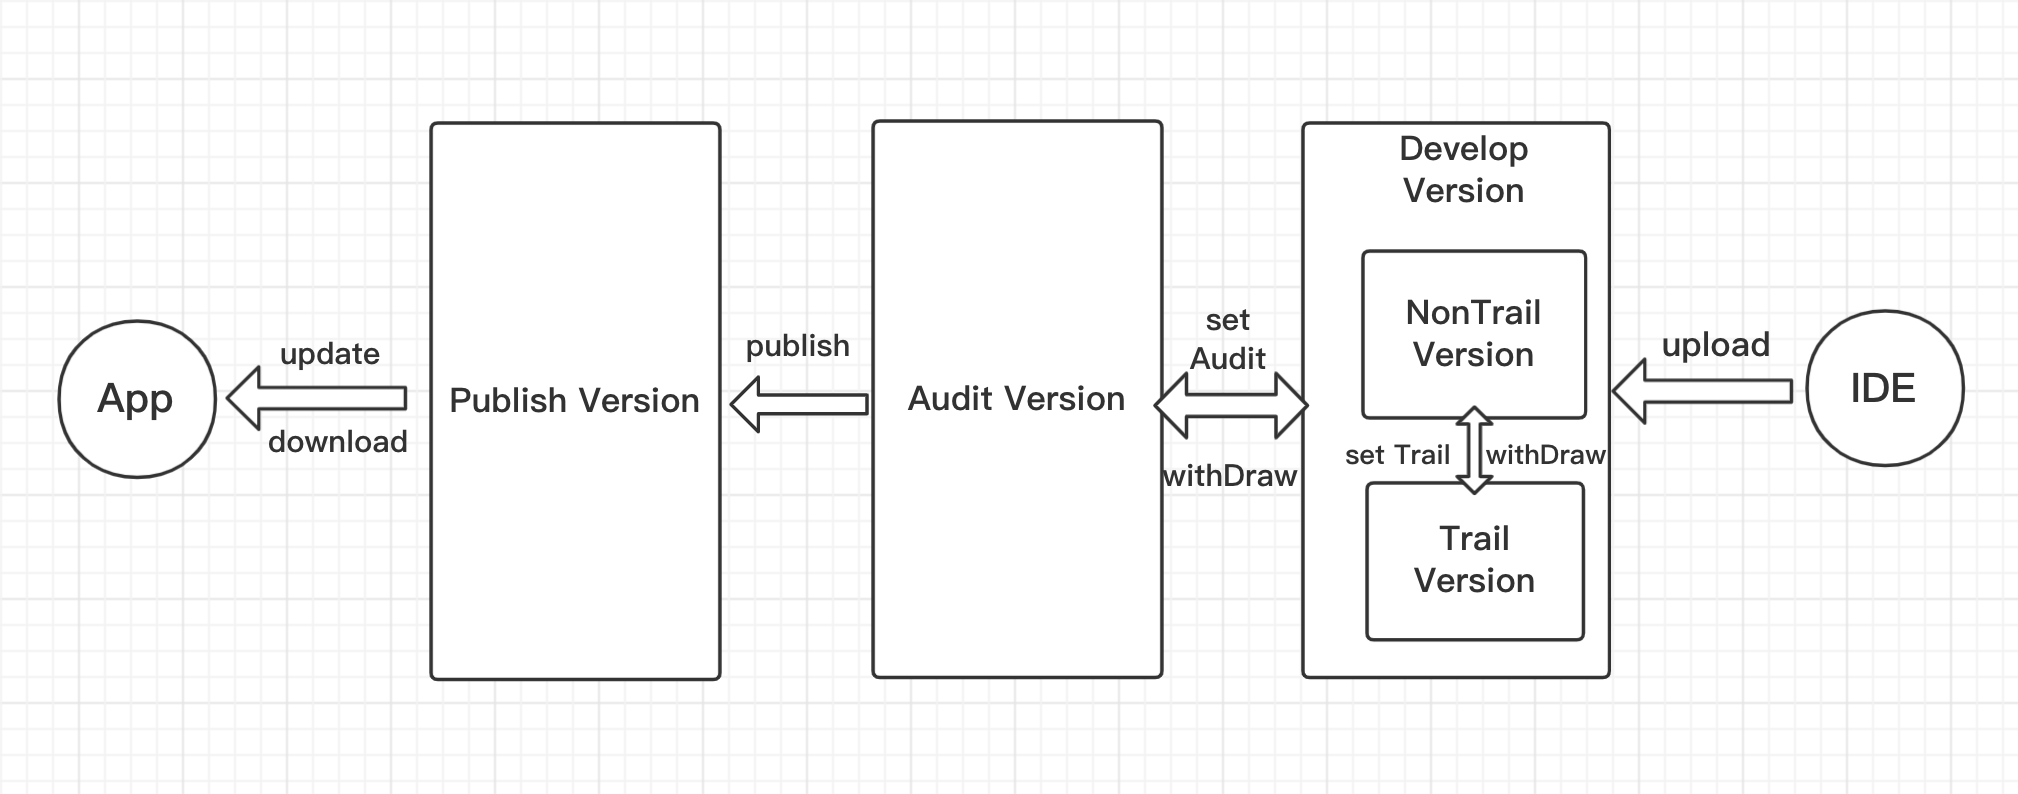 App
update
download
Publish Version
publish
Audit Version
set
Audit
withDraw
Develop
Version
NonTrail
Version
set Trail
withDraw
Trail
Version
upload
IDE